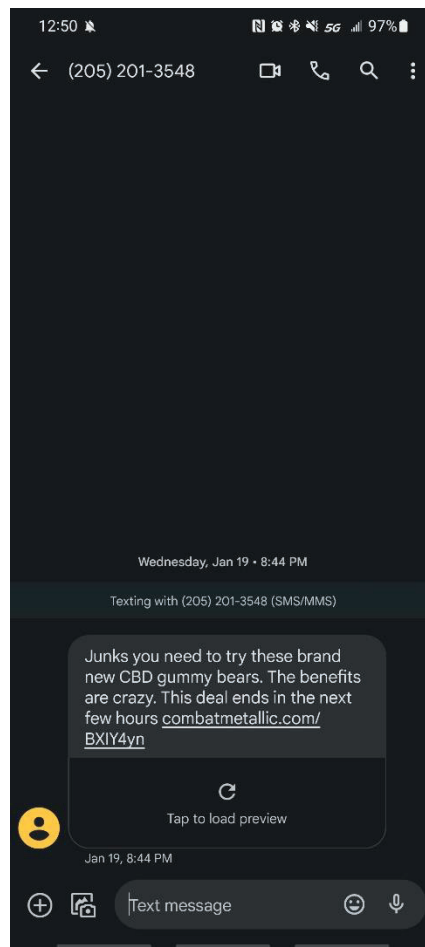 12:50 5G 97%
(205) 201-3548
Wednesday, Jan 19 • 8:44 PM
Texting with (205) 201-3548 (SMS/MMS)
Junks you need to try these brand
new CBD gummy bears. The benefits
are crazy. This deal ends in the next
few hours combatmetallic.com/
BXIY4yn
Tap to load preview
Jan 19, 8:44 PM
Text message